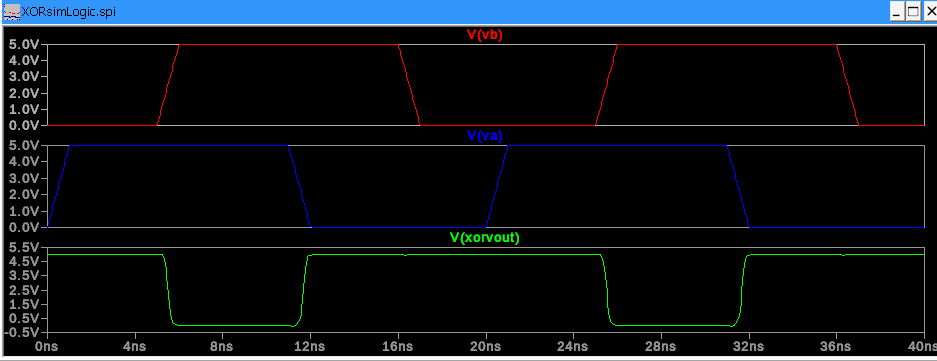 XORsimLogic.spi
V(vb)
5.0V
4.0V
3.0V
2.0V
1.0V
0.0V
V(va)
5.0V
4.0V
3.0V
2.0V
1.0V
0.0V
V(xorvout)
5.5V
4.5V
3.5V
2.5V
1.5V
0.5V
-0.5V
0ns 4ns 8ns 12ns 16ns 20ns 24ns 28ns 32ns 36ns 40ns